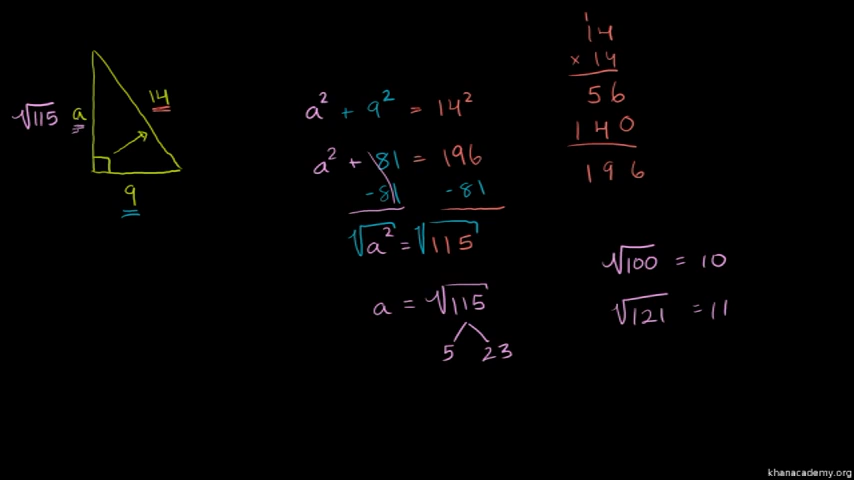 √115 a
14
9
a² + 9² = 14²
a² + 81 = 196
-81 -81
√a² = √115
a = √115
5 23
1
14
× 14
56
140
196
√100 = 10
√121 = 11
khanacademy.org